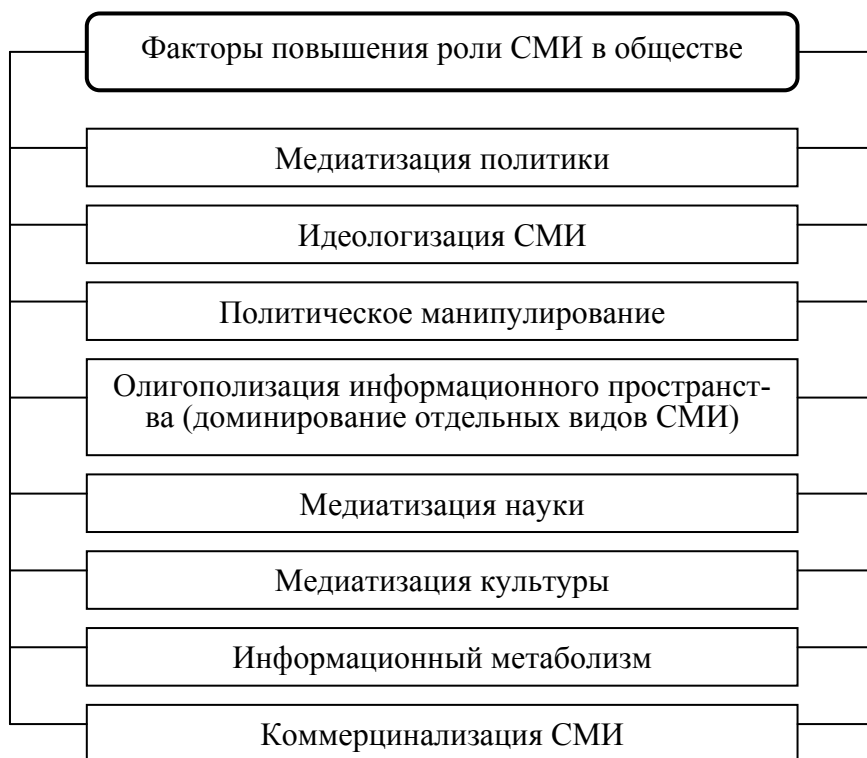 Факторы повышения роли СМИ в обществе
Медиатизация политики
Идеологизация СМИ
Политическое манипулирование
Олигополизация информационного пространст-
ва (доминирование отдельных видов СМИ)
Медиатизация науки
Медиатизация культуры
Информационный метаболизм
Коммерцинализация СМИ